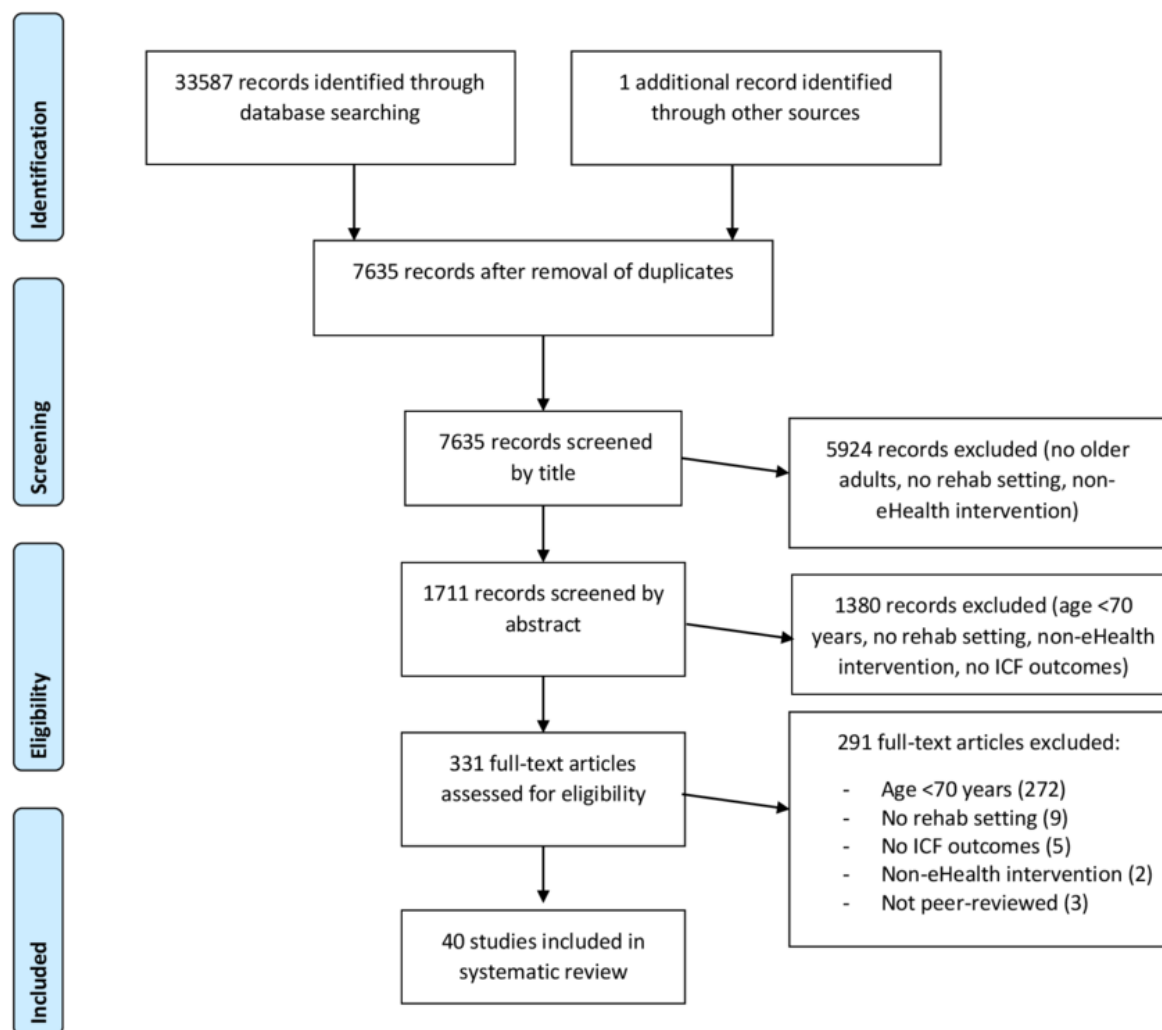 Identification
33587 records identified through
database searching
1 additional record identified
through other sources
7635 records after removal of duplicates
Screening
7635 records screened
by title
5924 records excluded (no older
adults, no rehab setting, non-
eHealth intervention)
Eligibility
1711 records screened by
abstract
1380 records excluded (age <70
years, no rehab setting, non-eHealth
intervention, no ICF outcomes)
331 full-text articles
assessed for eligibility
291 full-text articles excluded:
- Age <70 years (272)
- No rehab setting (9)
- No ICF outcomes (5)
- Non-eHealth intervention (2)
- Not peer-reviewed (3)
Included
40 studies included in
systematic review